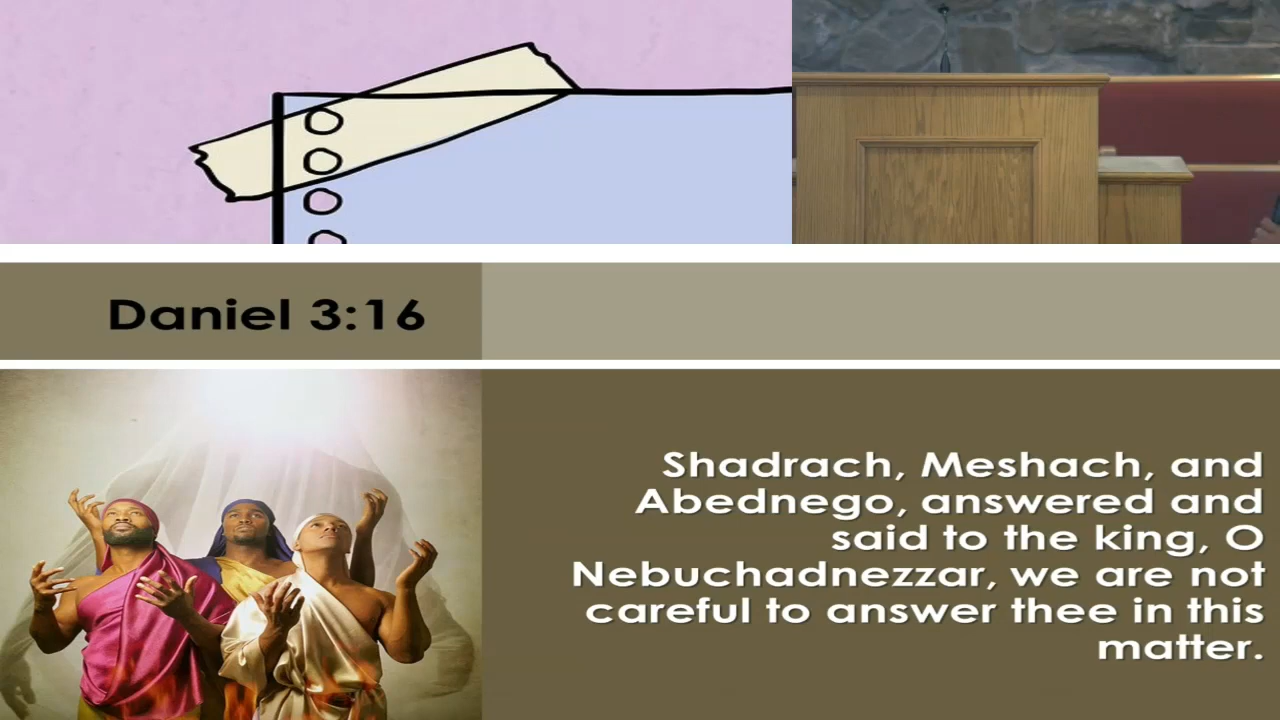 Daniel 3:16
Shadrach, Meshach, and
Abednego, answered and
said to the king, O
Nebuchadnezzar, we are not
careful to answer thee in this
matter.